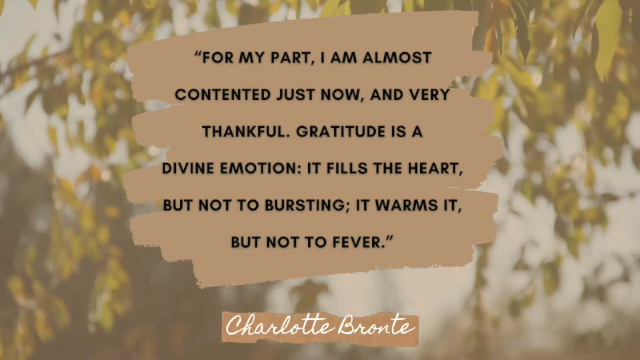 “FOR MY PART, I AM ALMOST
CONTENTED JUST NOW, AND VERY
THANKFUL. GRATITUDE IS A
DIVINE EMOTION: IT FILLS THE HEART,
BUT NOT TO BURSTING; IT WARMS IT,
BUT NOT TO FEVER.”
Charlotte Bronte